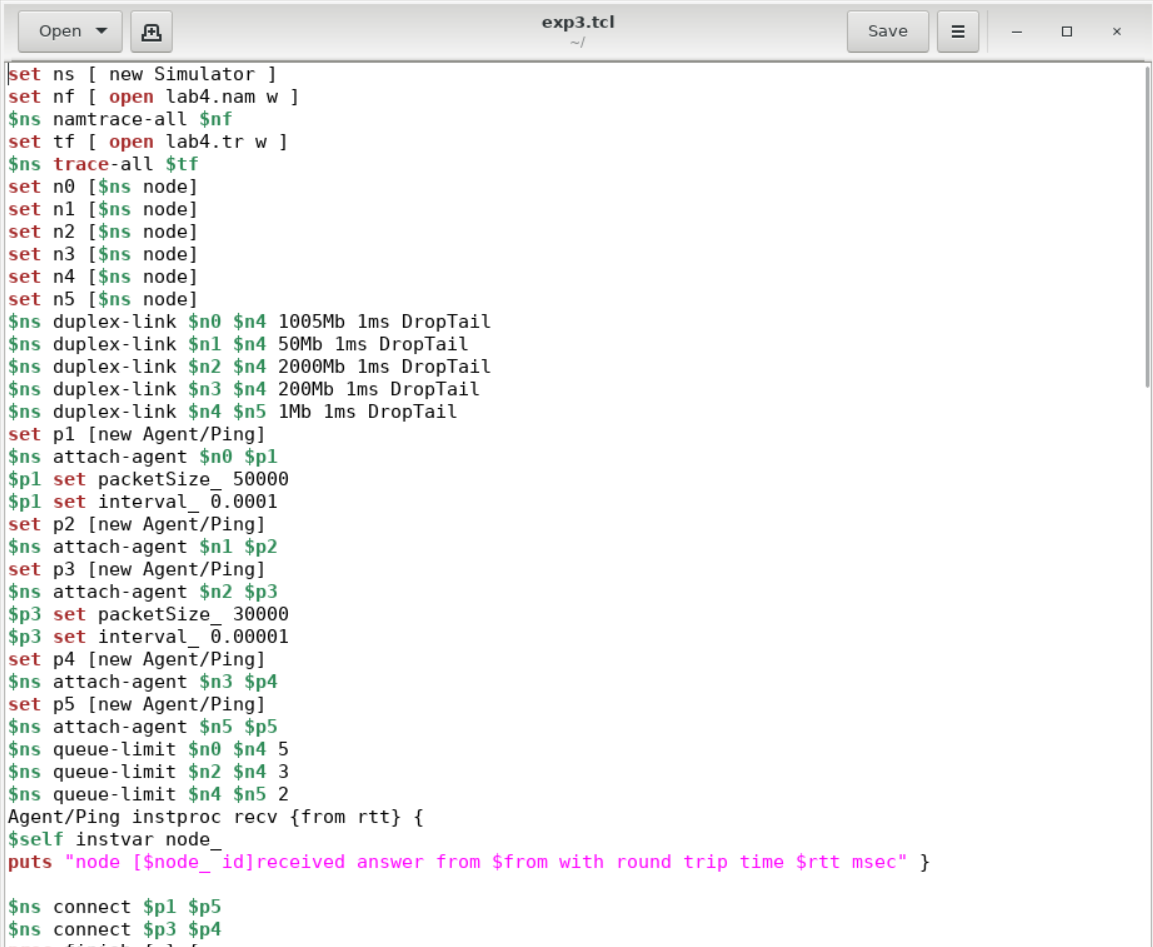 Open
exp3.tcl
~/
Save
set ns [ new Simulator ]
set nf [ open lab4.nam w ]
$ns namtrace-all $nf
set tf [ open lab4.tr w ]
$ns trace-all $tf
set n0 [$ns node]
set n1 [$ns node]
set n2 [$ns node]
set n3 [$ns node]
set n4 [$ns node]
set n5 [$ns node]
$ns duplex-link $n0 $n4 1005Mb 1ms DropTail
$ns duplex-link $n1 $n4 50Mb 1ms DropTail
$ns duplex-link $n2 $n4 2000Mb 1ms DropTail
$ns duplex-link $n3 $n4 200Mb 1ms DropTail
$ns duplex-link $n4 $n5 1Mb 1ms DropTail
set p1 [new Agent/Ping]
$ns attach-agent $n0 $p1
$p1 set packetSize_ 50000
$p1 set interval_ 0.0001
set p2 [new Agent/Ping]
$ns attach-agent $n1 $p2
set p3 [new Agent/Ping]
$ns attach-agent $n2 $p3
$p3 set packetSize_ 30000
$p3 set interval_ 0.00001
set p4 [new Agent/Ping]
$ns attach-agent $n3 $p4
set p5 [new Agent/Ping]
$ns attach-agent $n5 $p5
$ns queue-limit $n0 $n4 5
$ns queue-limit $n2 $n4 3
$ns queue-limit $n4 $n5 2
Agent/Ping instproc recv {from rtt} {
$self instvar node_
puts "node [$node_ id]received answer from $from with round trip time $rtt msec" }
$ns connect $p1 $p5
$ns connect $p3 $p4